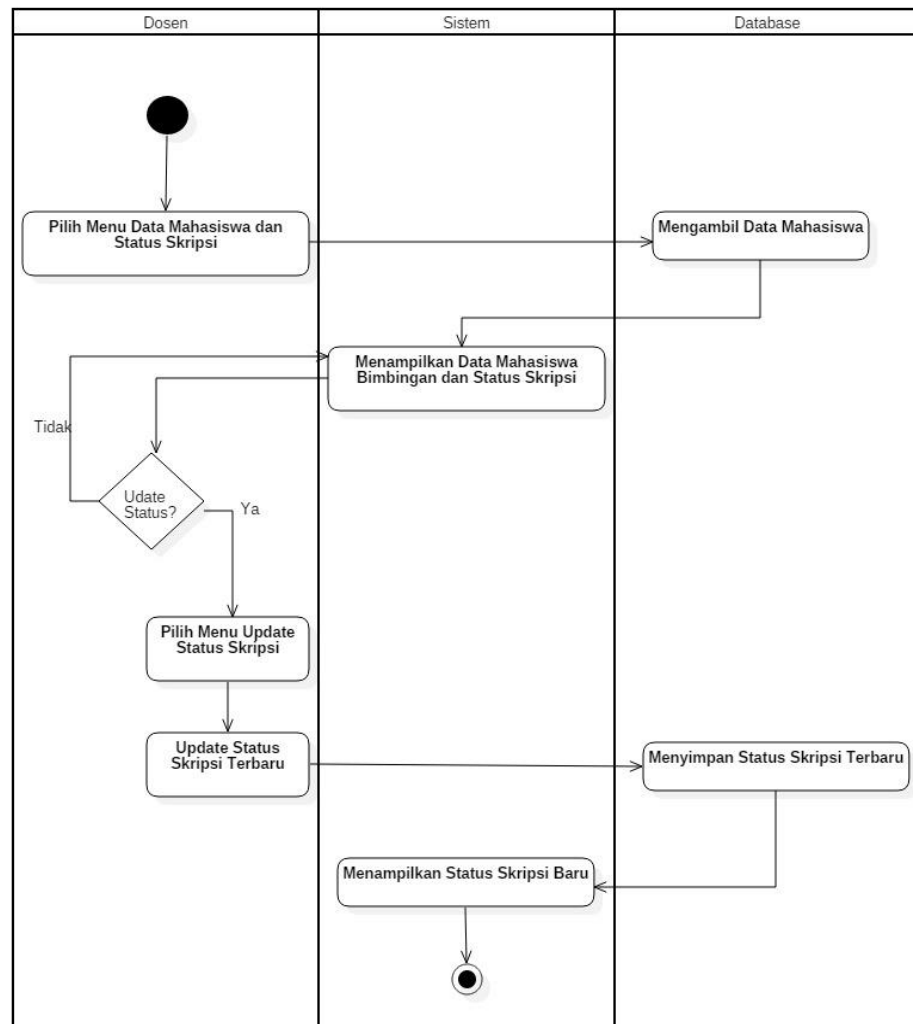 Dosen
Sistem
Database
Pilih Menu Data Mahasiswa dan
Status Skripsi
Mengambil Data Mahasiswa
Menampilkan Data Mahasiswa
Bimbingan dan Status Skripsi
Tidak
Udate
Status?
Ya
Pilih Menu Update
Status Skripsi
Update Status
Skripsi Terbaru
Menyimpan Status Skripsi Terbaru
Menampilkan Status Skripsi Baru